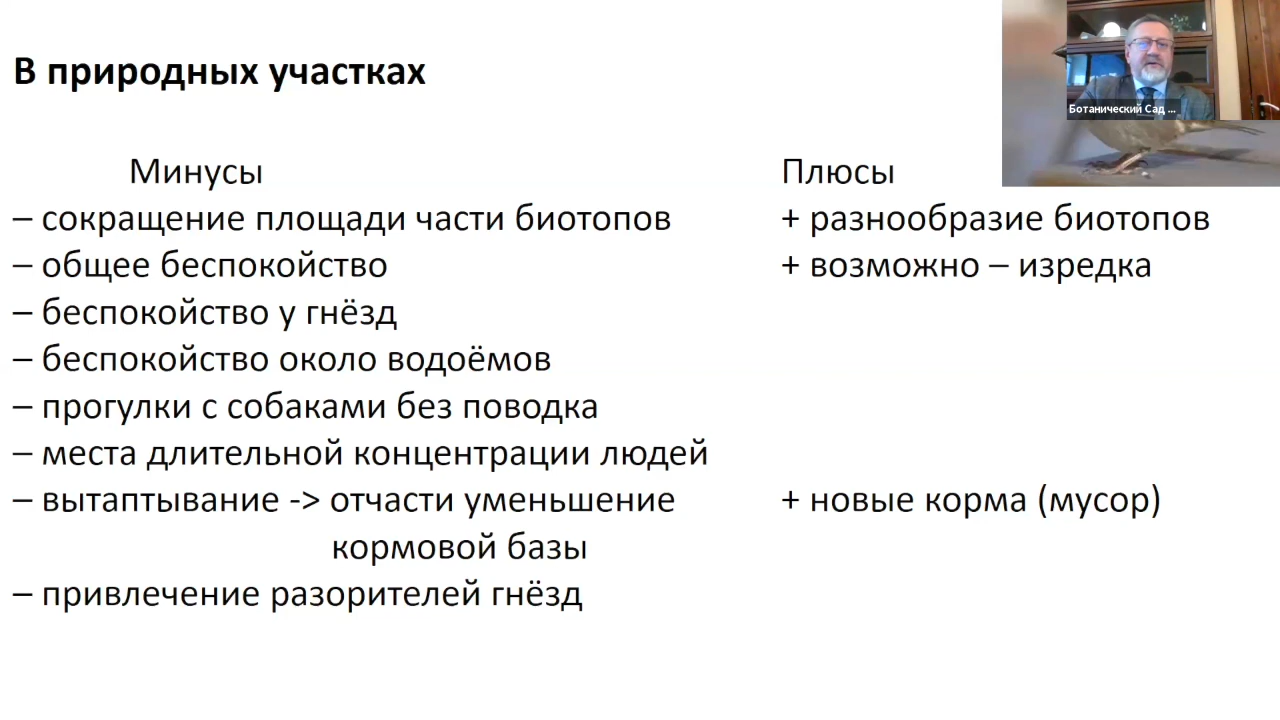 В природных участках
Ботанический Сад ...
Минусы Плюсы
– сокращение площади части биотопов + разнообразие биотопов
– общее беспокойство + возможно – изредка
– беспокойство у гнёзд
– беспокойство около водоёмов
– прогулки с собаками без поводка
– места длительной концентрации людей
– вытаптывание -> отчасти уменьшение + новые корма (мусор)
кормовой базы
– привлечение разорителей гнёзд